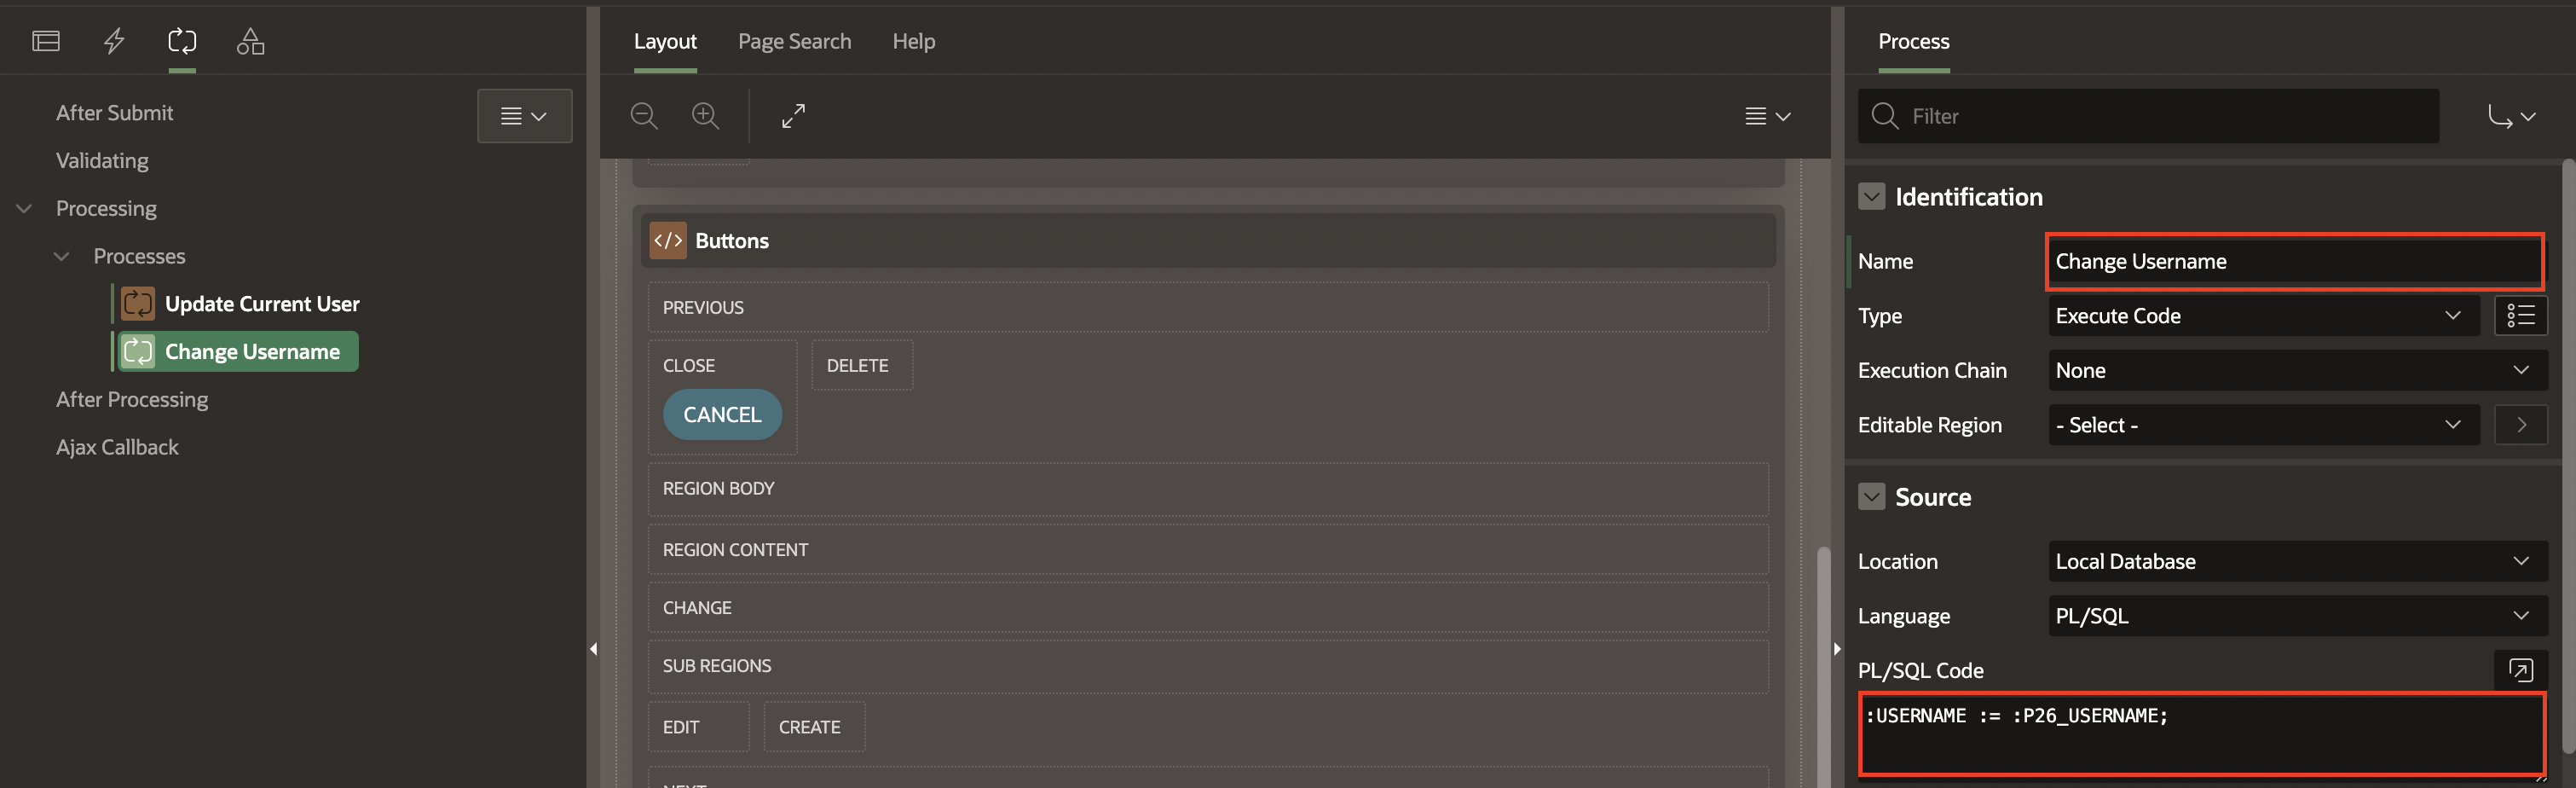 After Submit
Validating
Processing
Processes
Update Current User
Change Username
After Processing
Ajax Callback
Layout
Page Search
Help
Buttons
PREVIOUS
CLOSE
DELETE
CANCEL
REGION BODY
REGION CONTENT
CHANGE
SUB REGIONS
EDIT
CREATE
NEXT
Process
Filter
Identification
Name
Change Username
Type
Execute Code
Execution Chain
None
Editable Region
- Select -
Source
Location
Local Database
Language
PL/SQL
PL/SQL Code
:USERNAME := :P26_USERNAME;